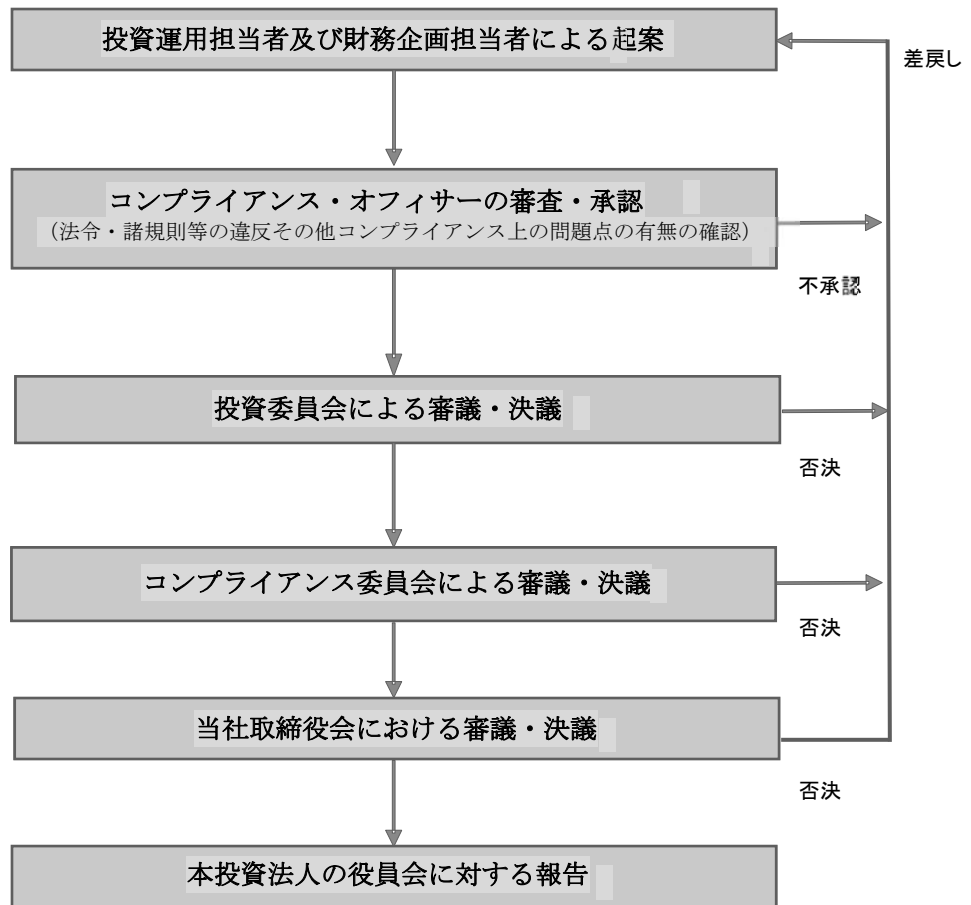 投資運用担当者及び財務企画担当者による起案
差戻し
コンプライアンス・オフィサーの審査・承認
（法令・諸規則等の違反その他コンプライアンス上の問題点の有無の確認）
不承認
投資委員会による審議・決議
否決
コンプライアンス委員会による審議・決議
否決
当社取締役会における審議・決議
否決
本投資法人の役員会に対する報告